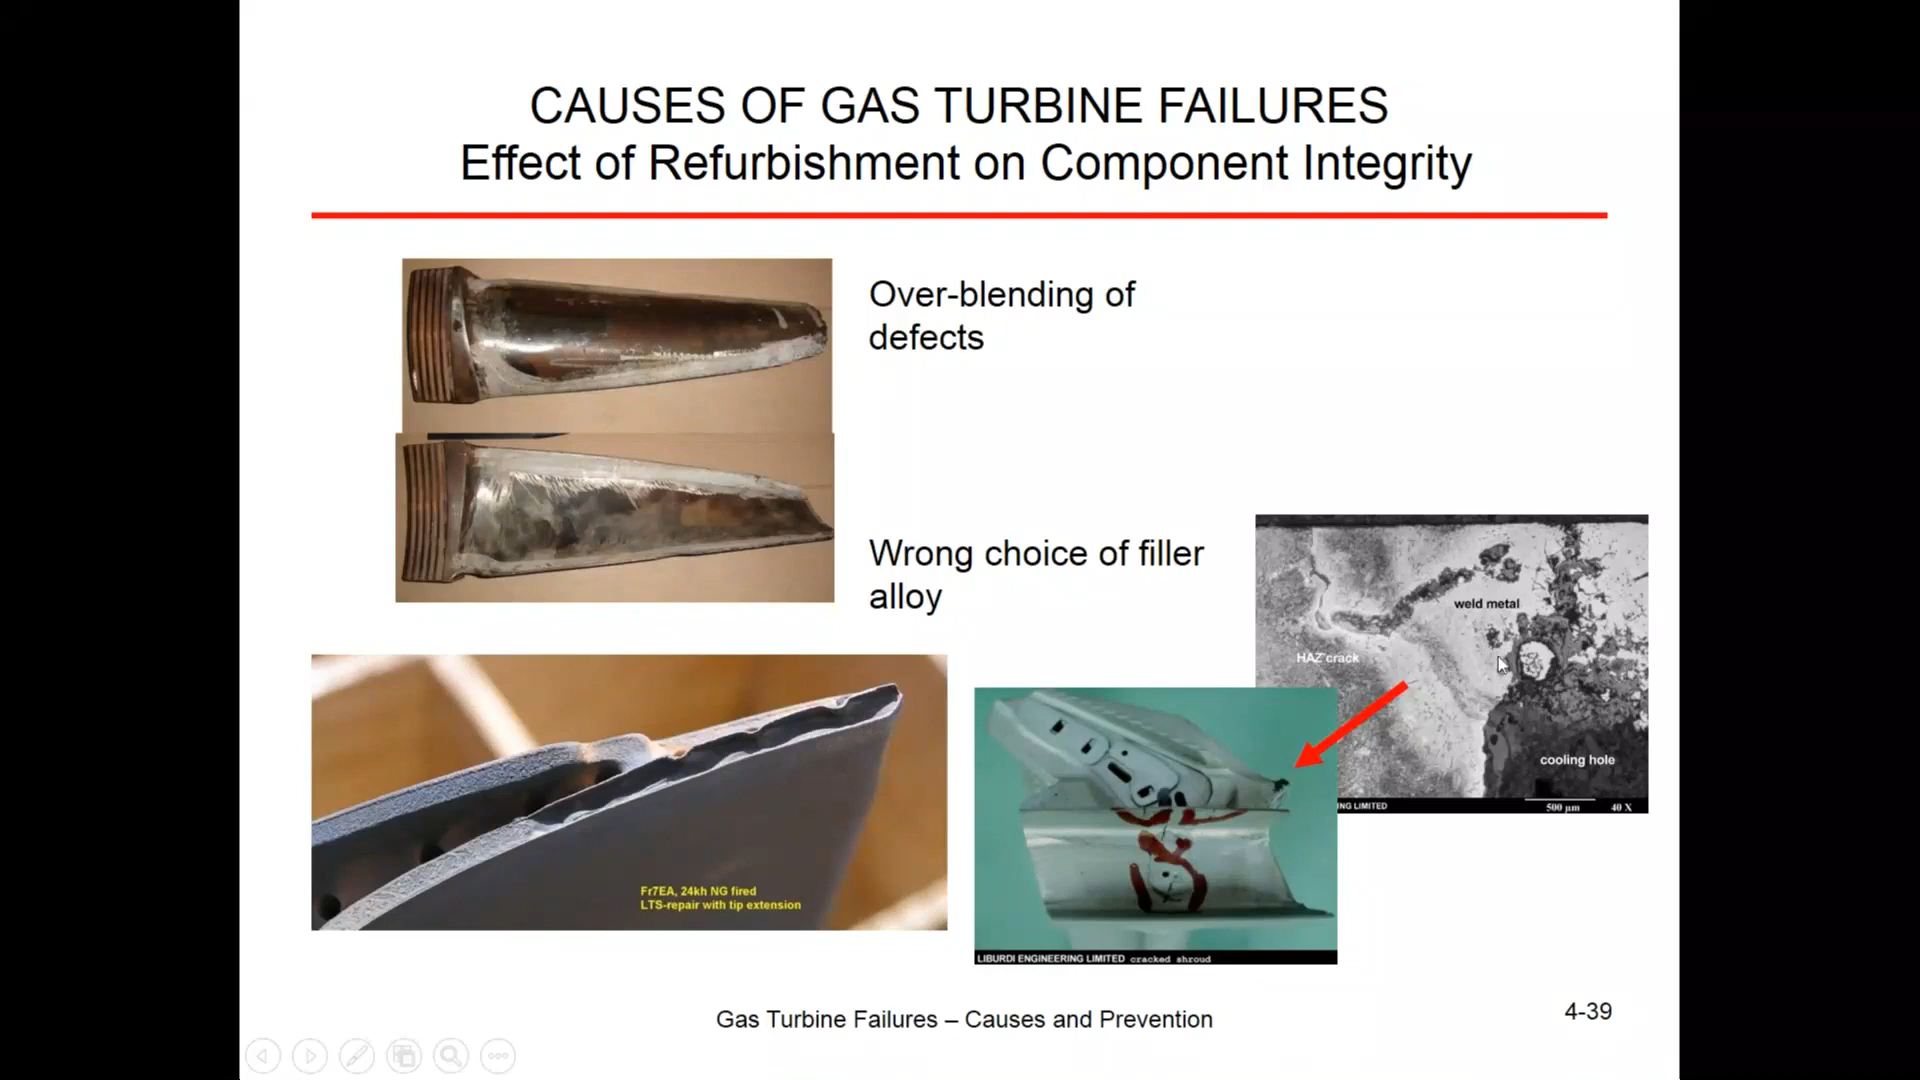 CAUSES OF GAS TURBINE FAILURES
Effect of Refurbishment on Component Integrity
Over-blending of
defects
Wrong choice of filler
alloy
weld metal
HAZ crack
cooling hole
NG LIMITED
500 µm 40 X
Fr7EA, 24kh NG fired
LTS-repair with tip extension
LIBURDI ENGINEERING LIMITED cracked shroud
Gas Turbine Failures – Causes and Prevention
4-39